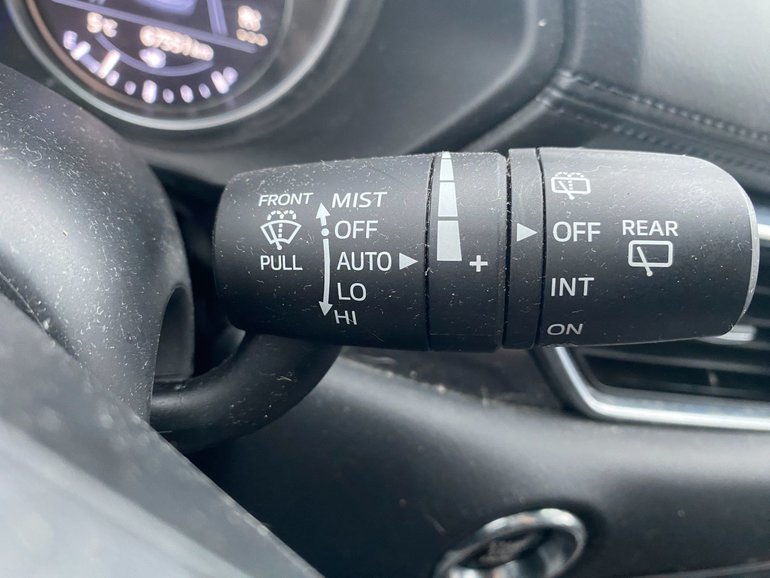 FRONT
PULL
MIST
OFF
AUTO
LO
HI
+
OFF
INT
ON
REAR